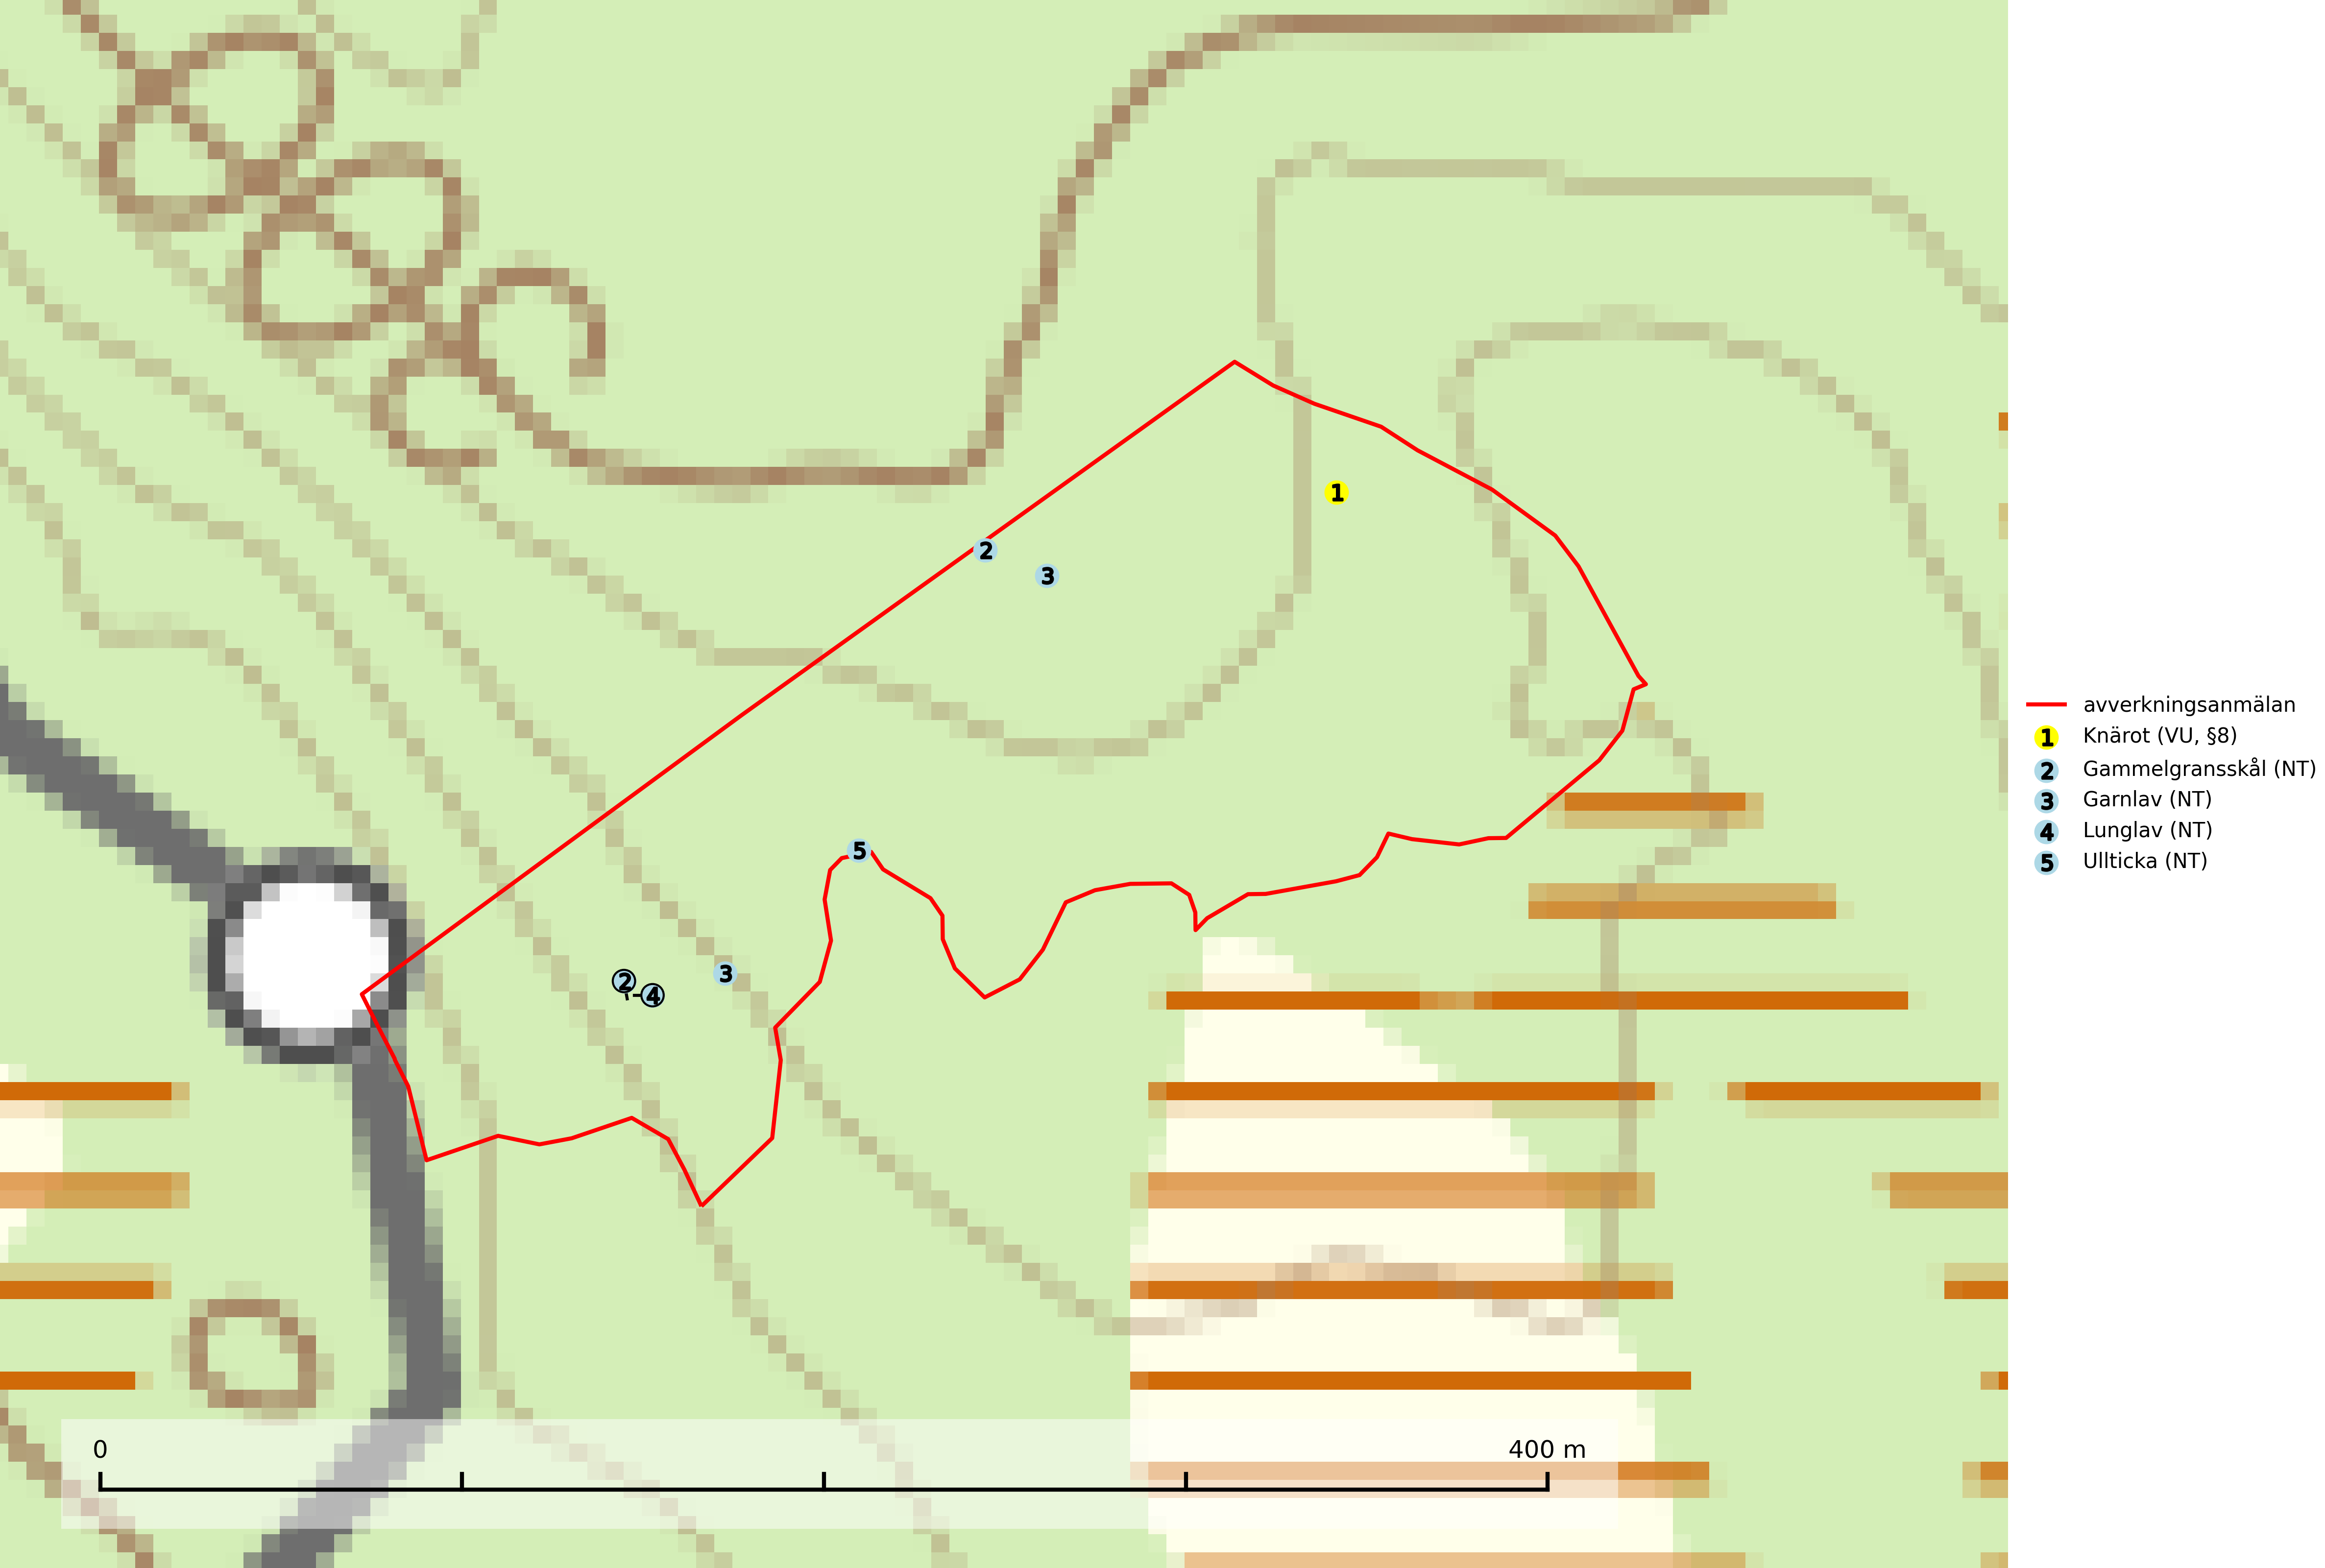 1
2
3
5
3
2
4
avverkningsanmälan
1 Knärot (VU, §8)
2 Gammelgransskål (NT)
3 Garnlav (NT)
4 Lunglav (NT)
5 Ullticka (NT)
0 400 m